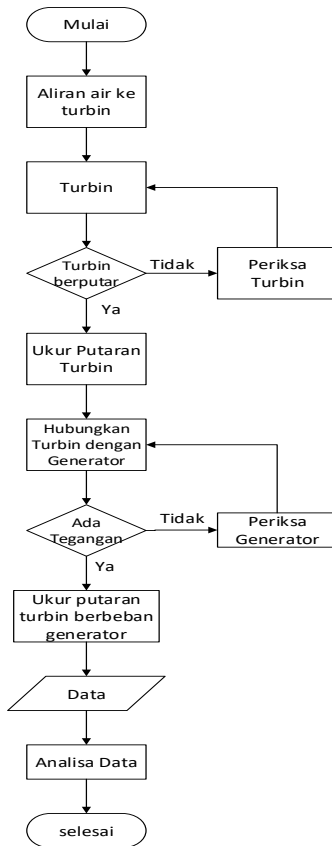 Mulai
Aliran air ke
turbin
Turbin
Turbin
berputar
Tidak
Periksa
Turbin
Ya
Ukur Putaran
Turbin
Hubungkan
Turbin dengan
Generator
Ada
Tegangan
Tidak
Periksa
Generator
Ya
Ukur putaran
turbin berbeban
generator
Data
Analisa Data
selesai